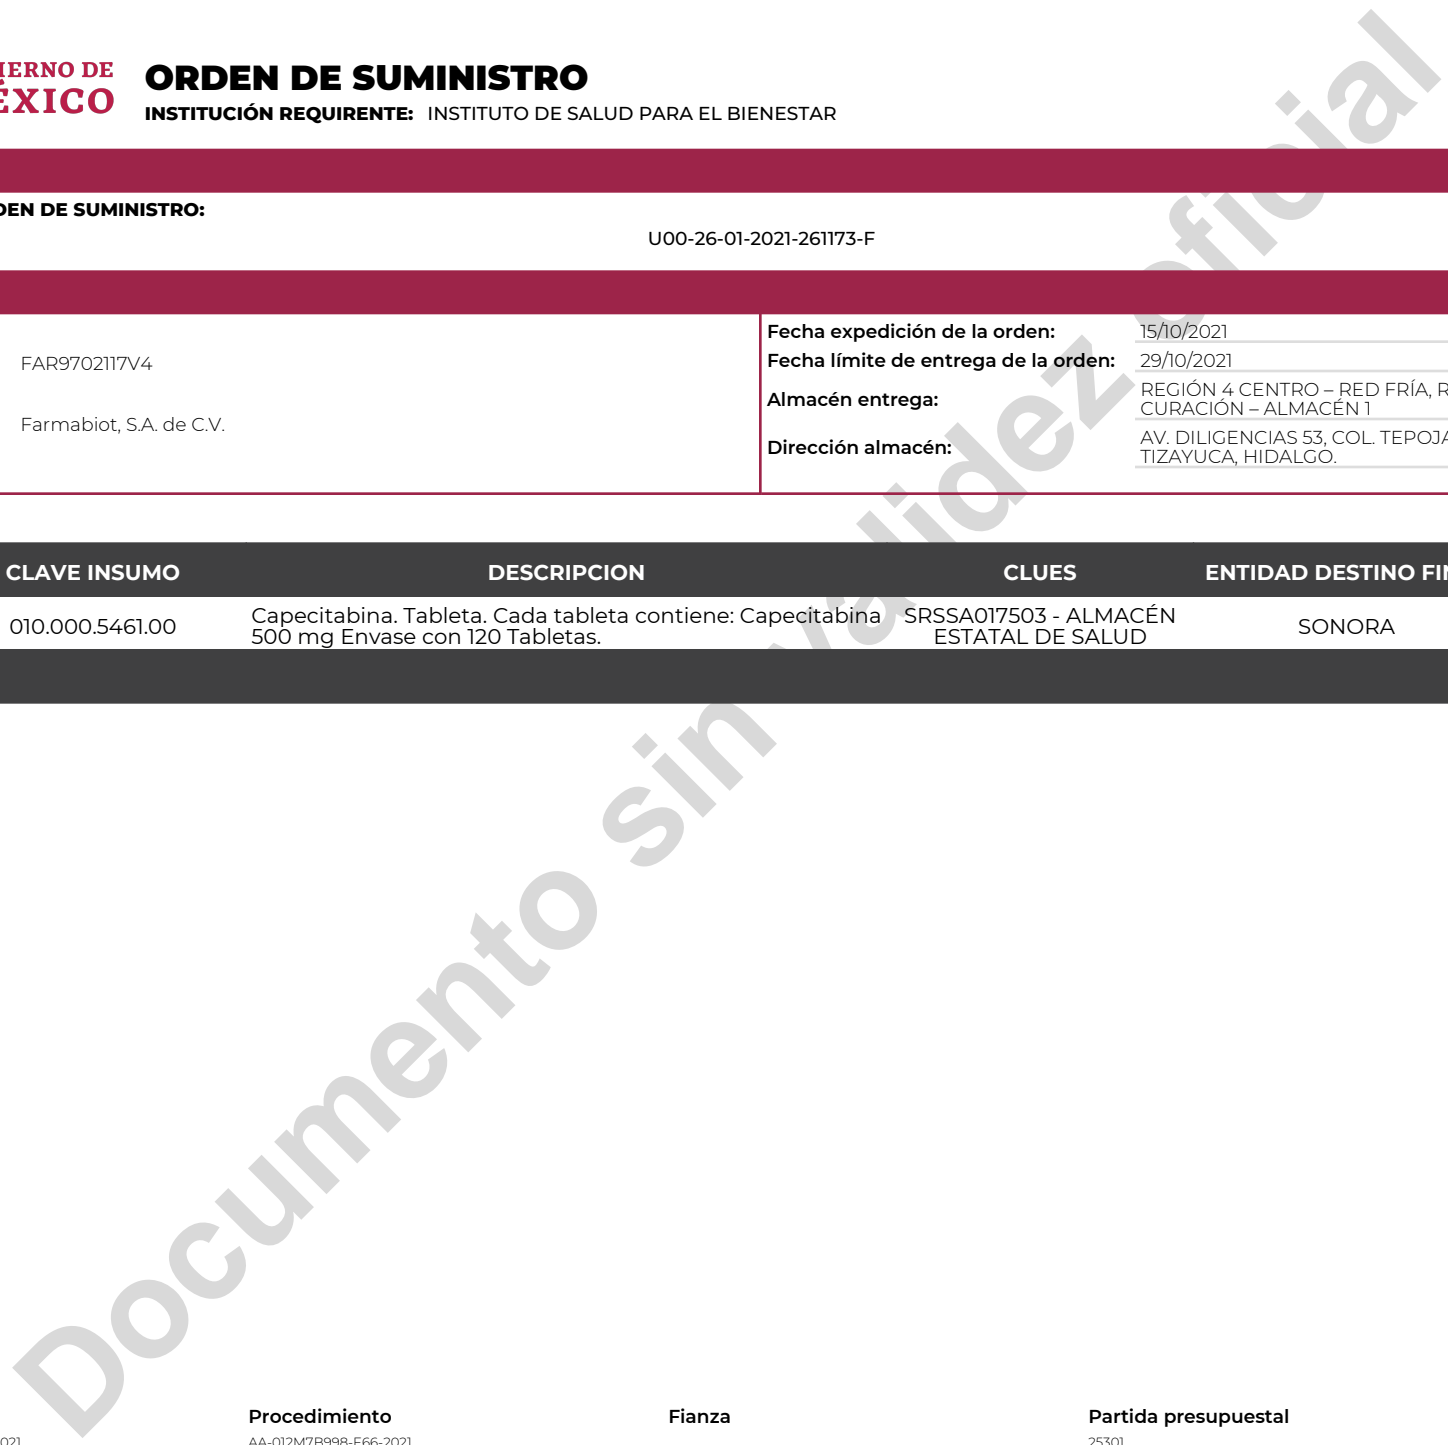 ORDEN DE SUMINISTRO
INSTITUCIÓN REQUIRENTE: INSTITUTO DE SALUD PARA EL BIENESTAR
DE
ÉXICO
DE SUMINISTRO:
U00-26-01-2021-261173-F
FAR9702117V4
Farmabiot, S.A. de C.V.
Fecha expedición de la orden: 15/10/2021
Fecha límite de entrega de la orden: 29/10/2021
Almacén entrega: REGIÓN 4 CENTRO – RED FRÍA,
CURACIÓN – ALMACÉN 1
Dirección almacén: AV. DILIGENCIAS 53, COL.
TIZAYUCA, HIDALGO.
CLAVE INSUMO DESCRIPCION CLUES ENTIDAD DESTINO
010.000.5461.00 Capecitabina. Tableta. Cada tableta contiene: Capecitabina
500 mg Envase con 120 Tabletas.
SRSSA017503 - ALMACÉN
ESTATAL DE SALUD
SONORA
Documento sin validez oficial
Procedimiento Fianza Partida presupuestal
AA-012M7B998-E66-2021 25301